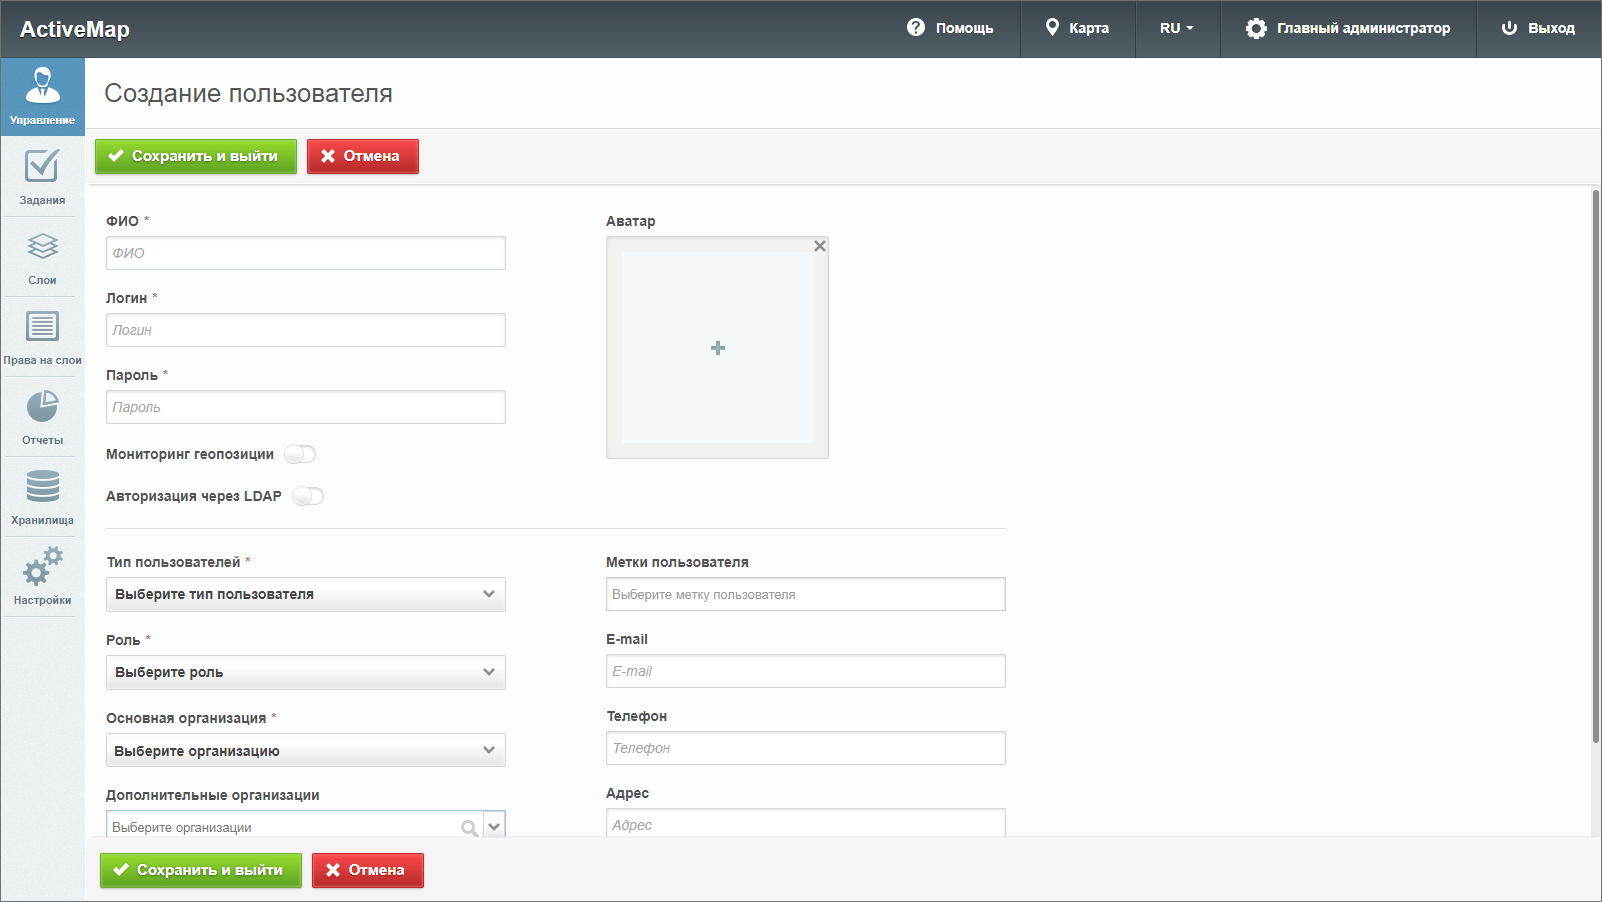 ActiveMap
Помощь
Карта
RU
Главный администратор
Выход
Управление
Задания
Слои
Права на слои
Отчеты
Хранилища
Настройки
Создание пользователя
Сохранить и выйти
Отмена
ФИО *
ФИО
Логин *
Логин
Пароль *
Пароль
Мониторинг геопозиции
Авторизация через LDAP
Аватар
Тип пользователей *
Выберите тип пользователя
Роль *
Выберите роль
Основная организация *
Выберите организацию
Дополнительные организации
Выберите организации
Метки пользователя
Выберите метку пользователя
E-mail
E-mail
Телефон
Телефон
Адрес
Адрес
Сохранить и выйти
Отмена